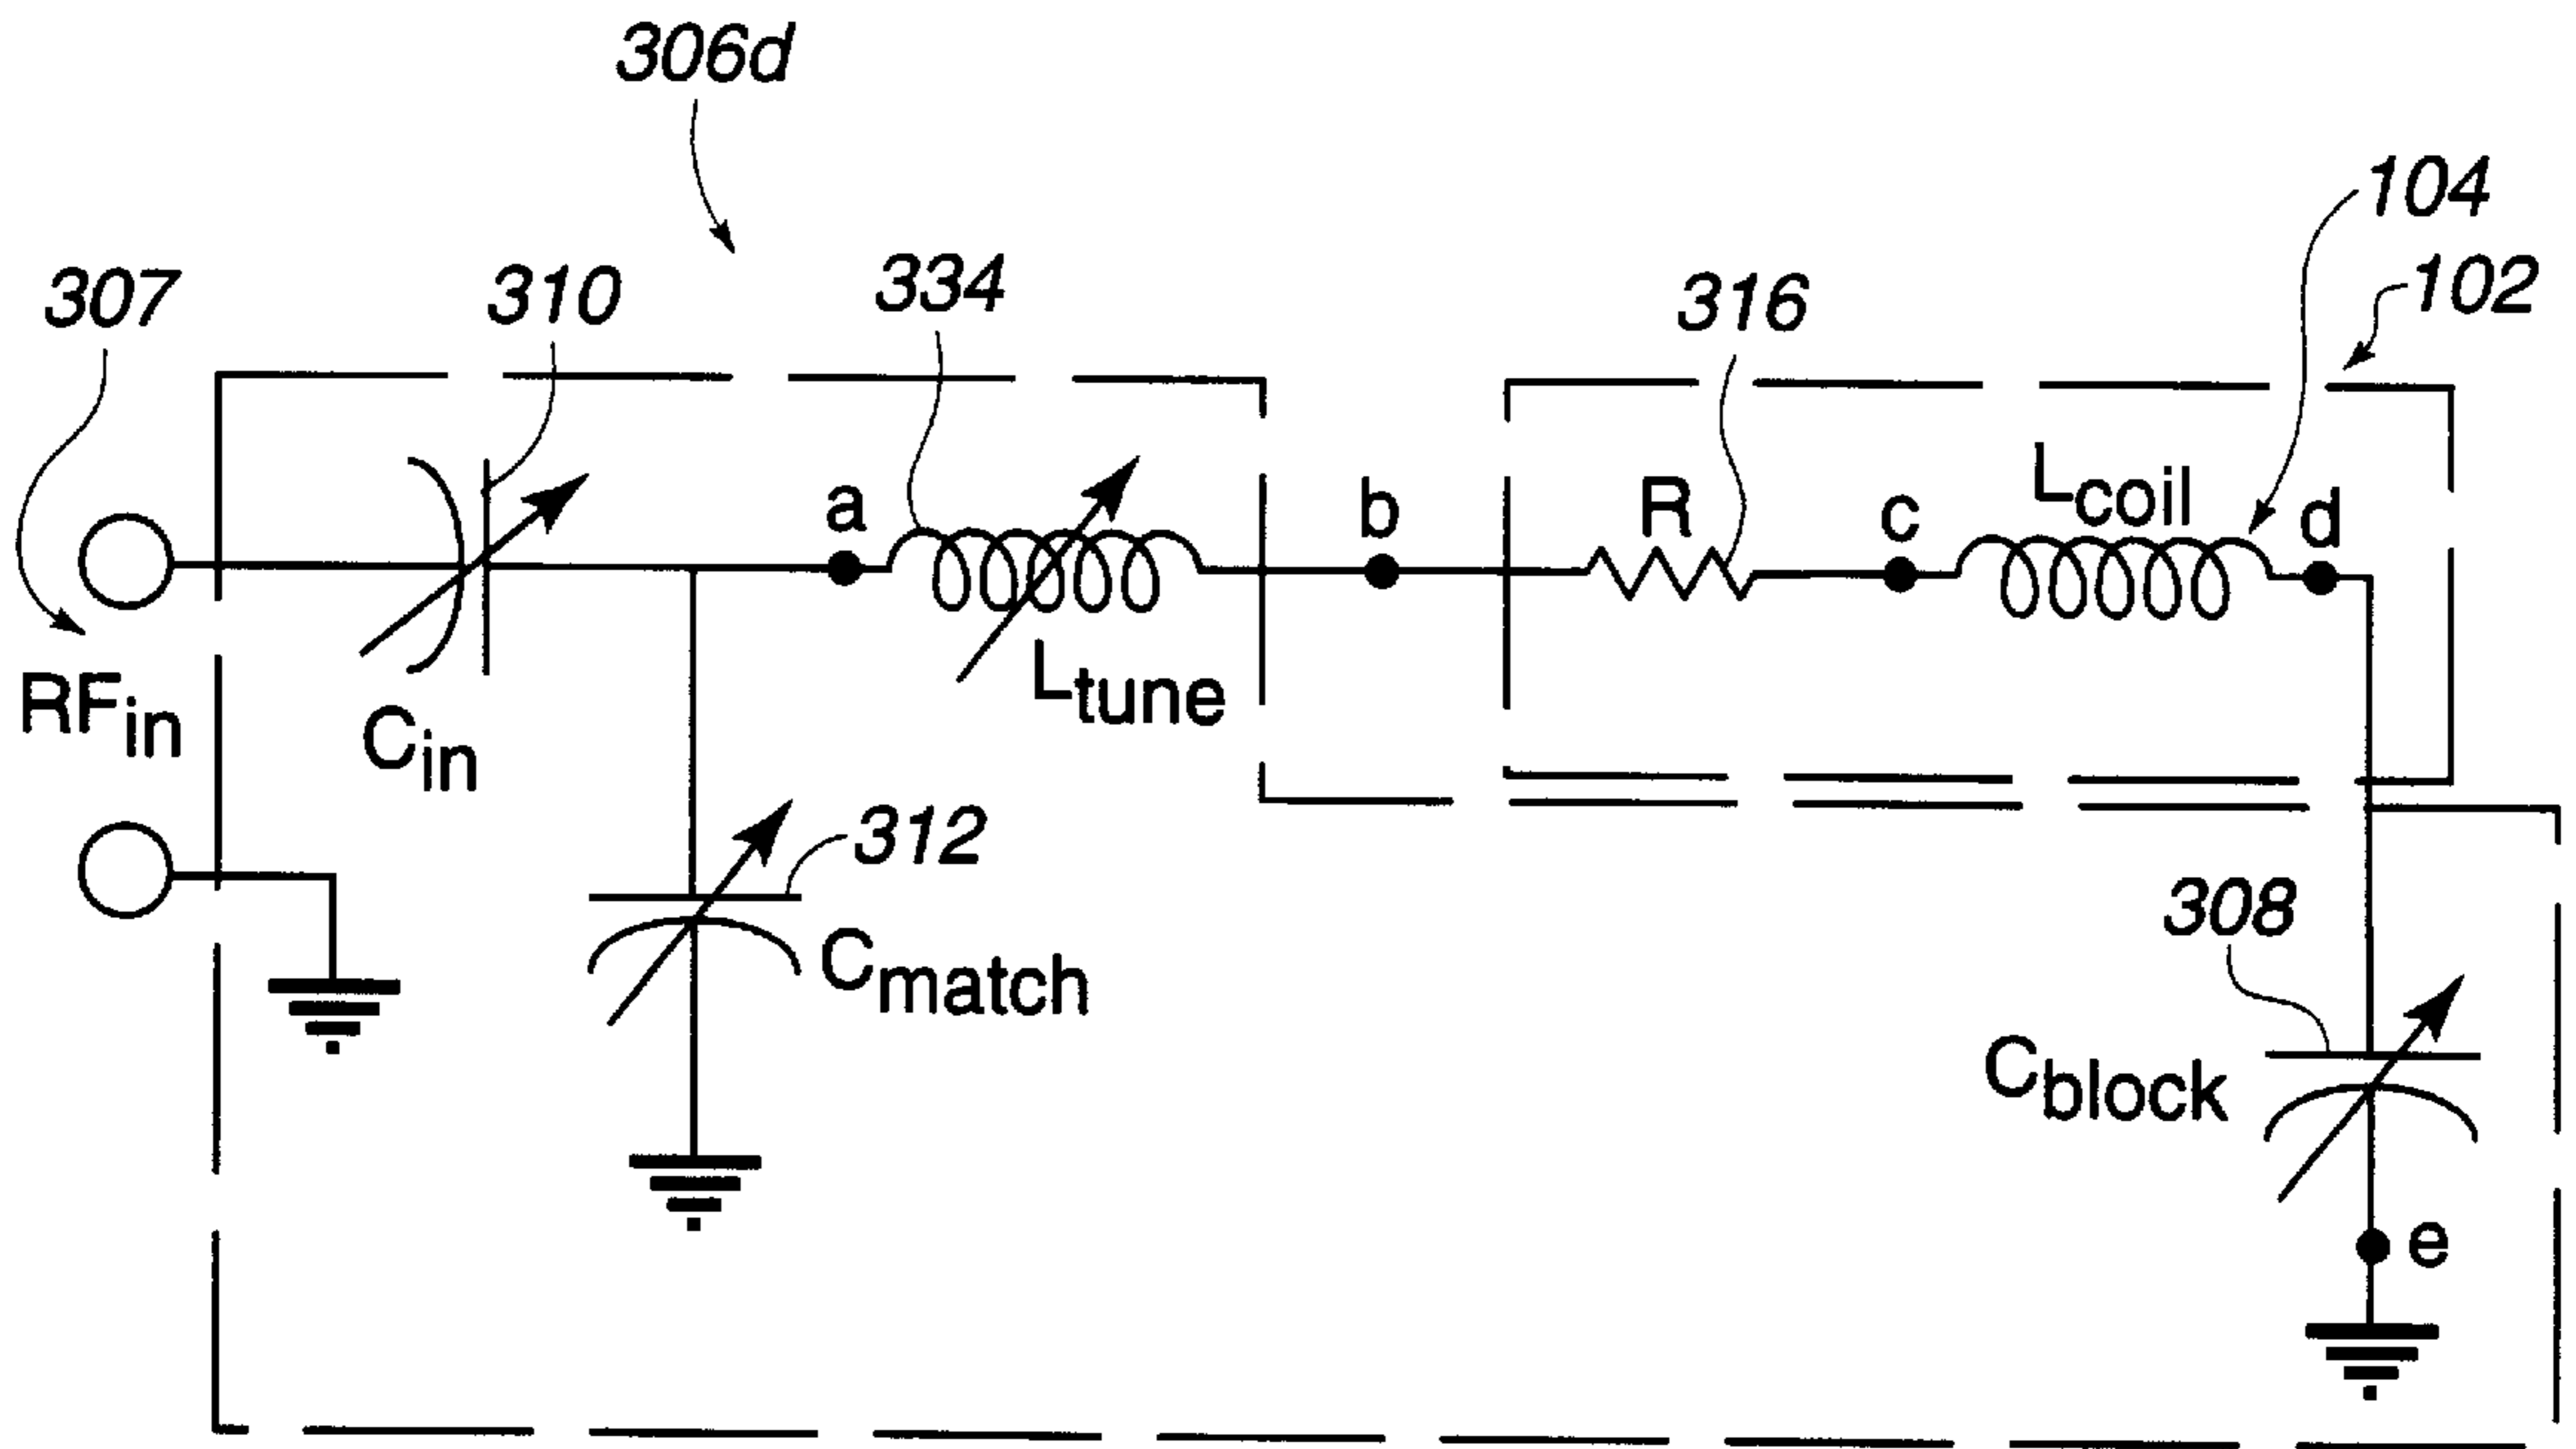 306d
104
102
307
310
334
316
a
b
R
c
Lcoil
d
RFin
Cin
Ltune
312
Cmatch
308
Cblock
e